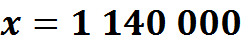 x = 1 140 000